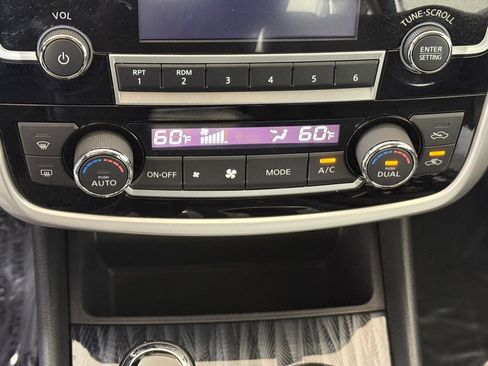 VOL
TUNE·SCROLL
ENTER
SETTING
RPT
1
RDM
2
3
4
5
6
60°F
60°F
PUSH
AUTO
ON·OFF
MODE
A/C
PUSH
DUAL